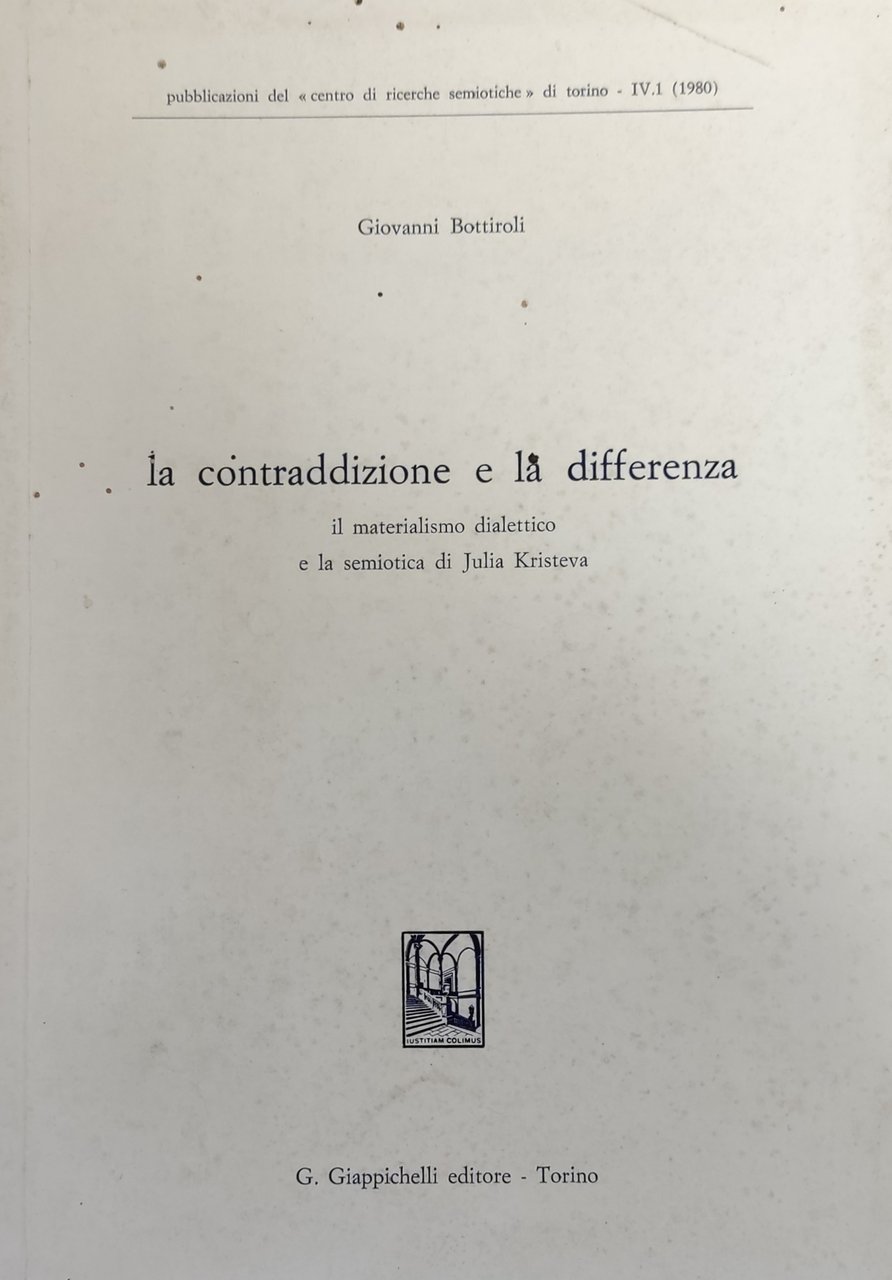 pubblicazioni del « centro di ricerche semiotiche » di torino - IV.1 (1980)
Giovanni Bottiroli
la contraddizione e la differenza
il materialismo dialettico
e la semiotica di Julia Kristeva
IUSTITIAM COLIMUS
G. Giappichelli editore - Torino